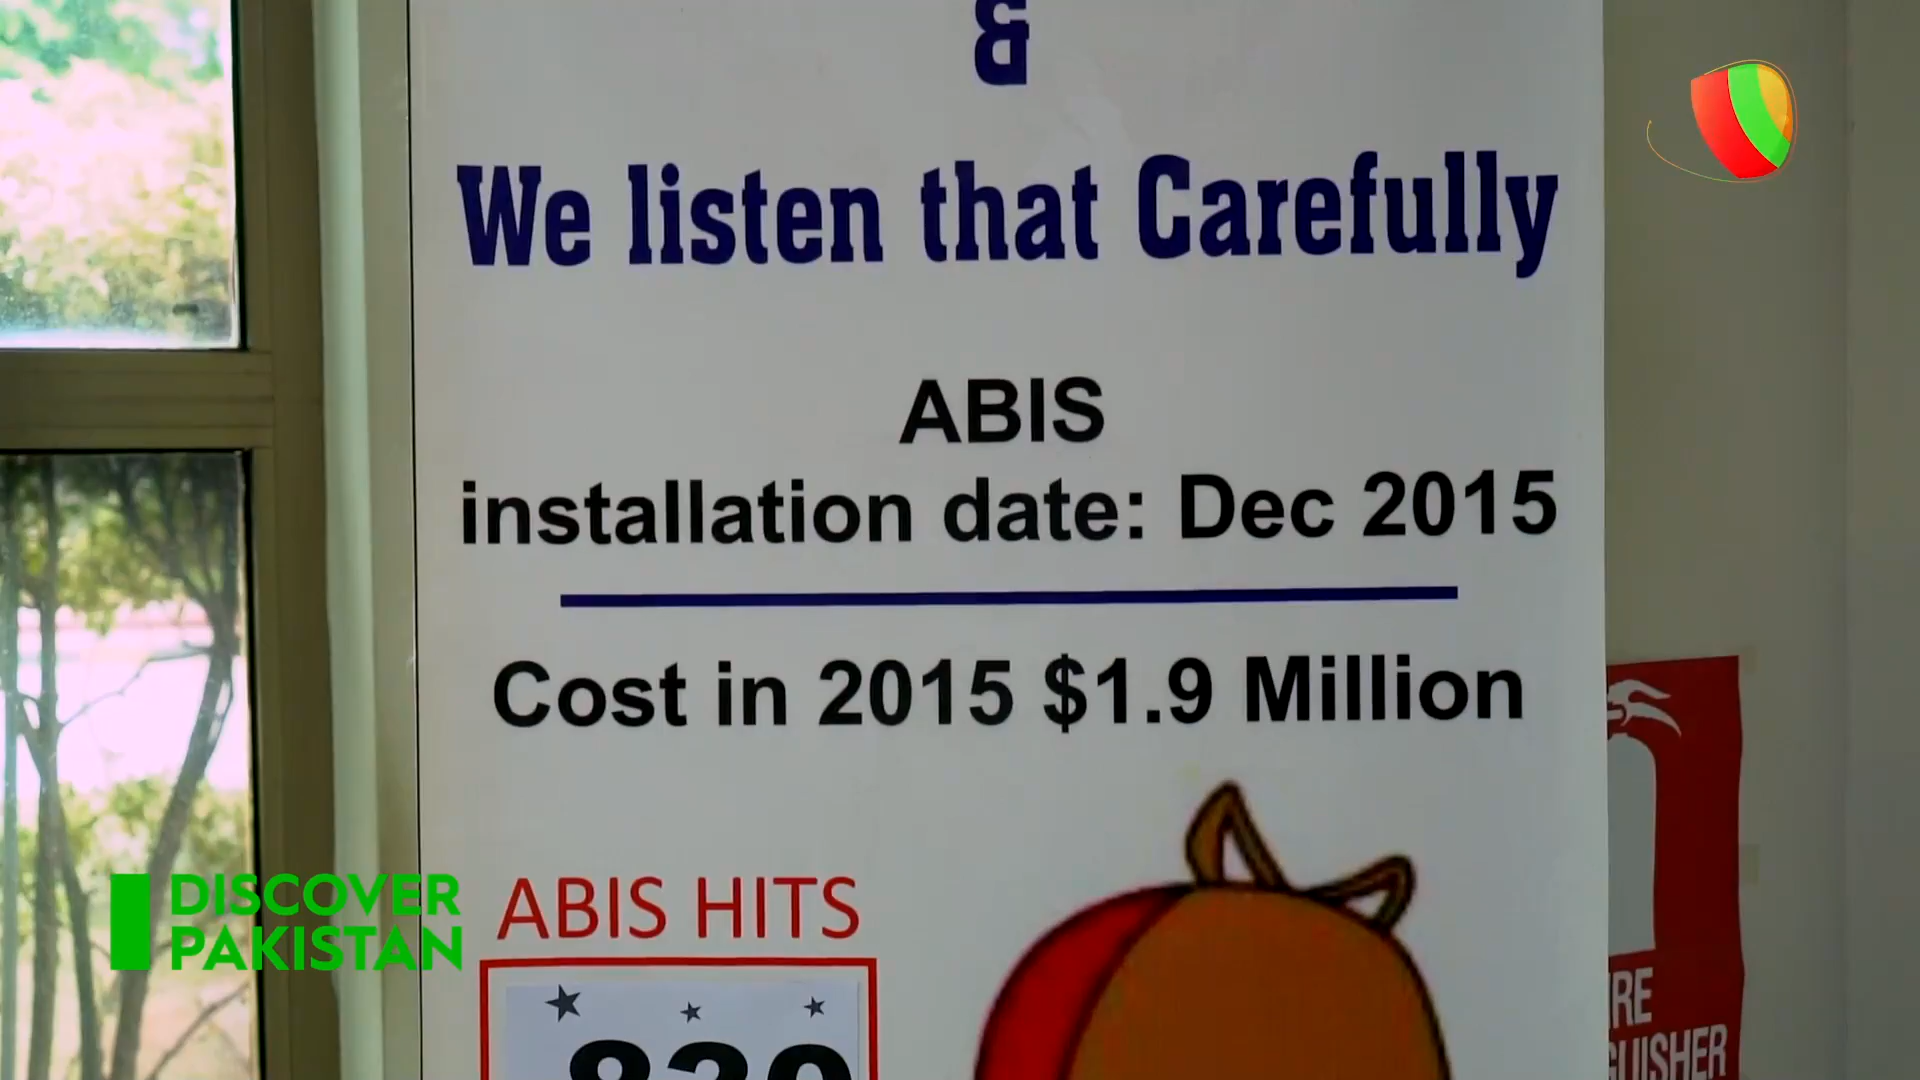 &
We listen that Carefully
ABIS
installation date: Dec 2015
Cost in 2015 $1.9 Million
ABIS HITS
DISCOVER
PAKISTAN